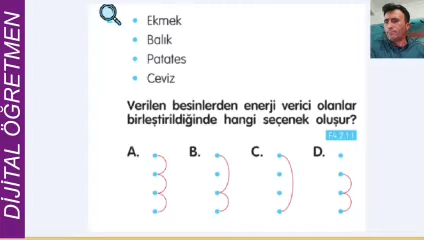 DİJİTAL ÖĞRETMEN
Ekmek
Balık
Patates
Ceviz
Verilen besinlerden enerji verici olanlar
birleştirildiğinde hangi seçenek oluşur?
F4.2.1.1
A. B. C. D.